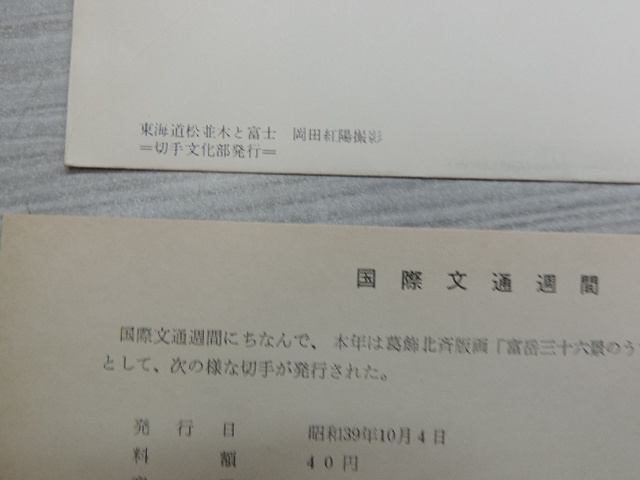 東海道松並木と富士　岡田紅陽撮影
＝切手文化部発行＝
国際文通週間
国際文通週間にちなんで、本年は葛飾北斉版画「富岳三十六景のう
として、次の様な切手が発行された。
発行日　昭和39年10月4日
料額　40円